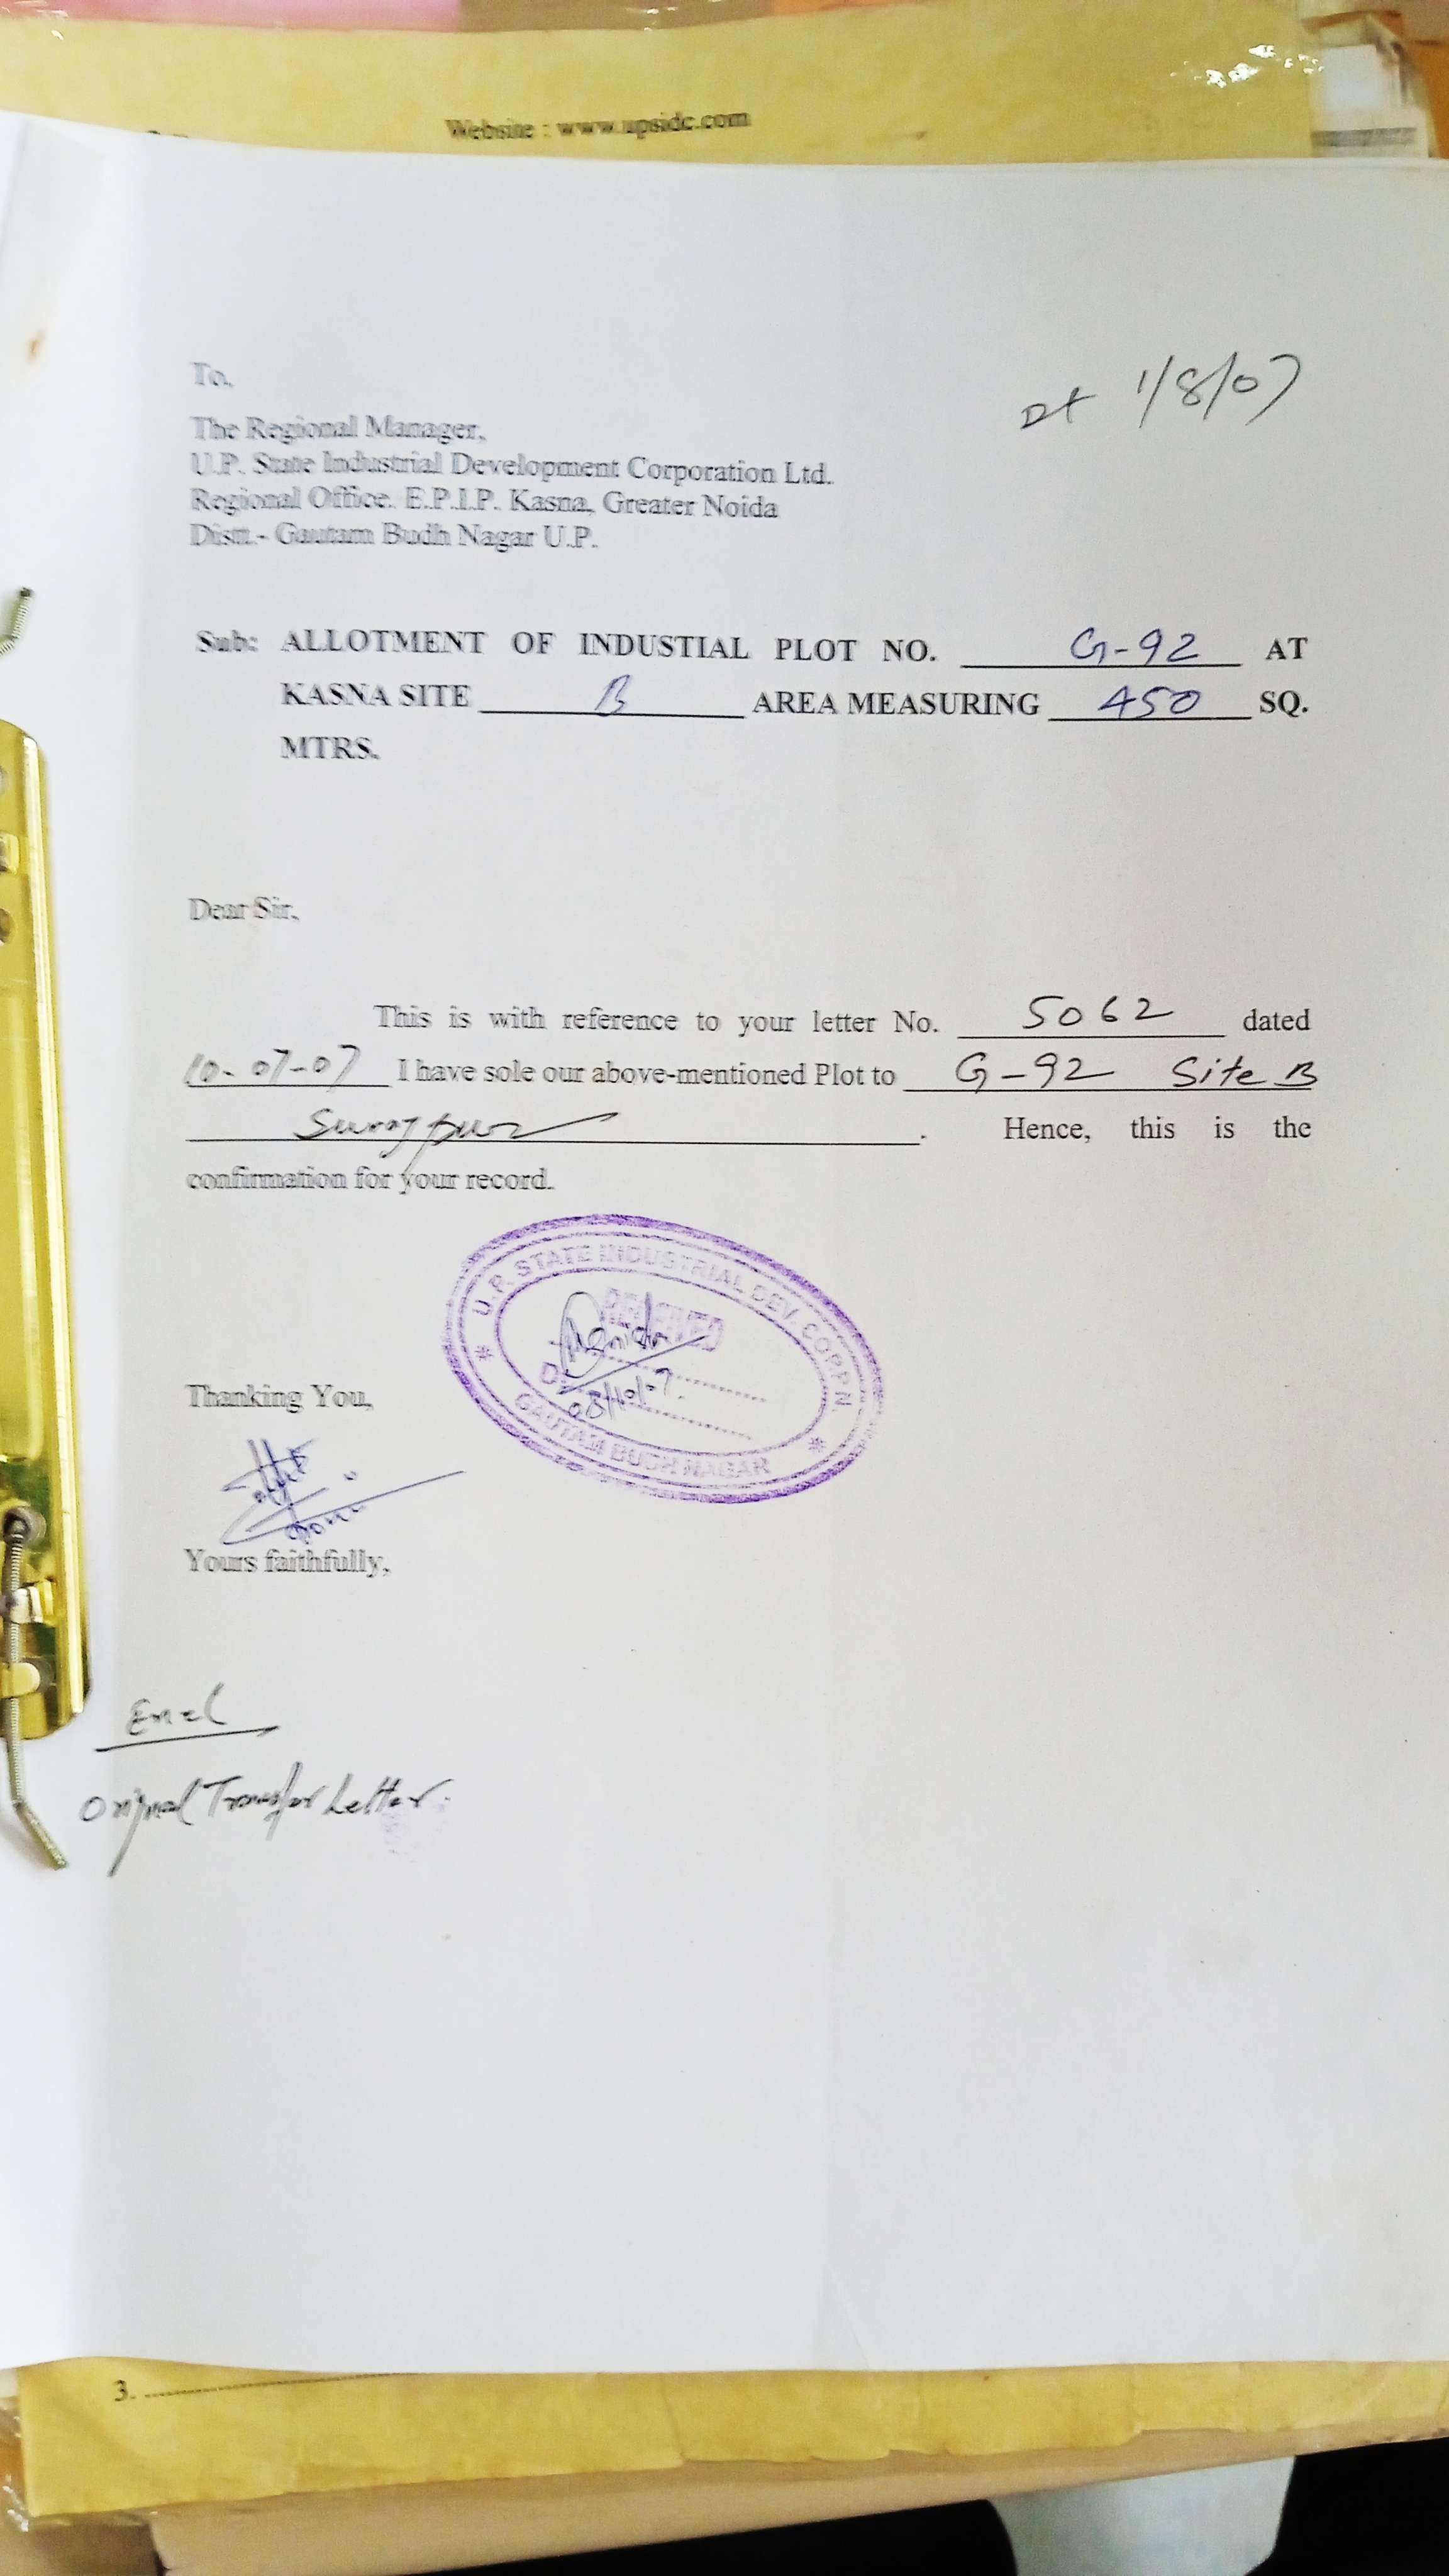 Website : www.upsidc.com
To,
Dt 1/8/07
The Regional Manager,
U.P. State Industrial Development Corporation Ltd.
Regional Office. E.P.I.P. Kasna, Greater Noida
Distt.- Gautam Budh Nagar U.P.
Sub: ALLOTMENT OF INDUSTIAL PLOT NO. G-92 AT
KASNA SITE B AREA MEASURING 450 SQ.
MTRS.
Dear Sir,
This is with reference to your letter No. 5062 dated
10-07-07 I have sole our above-mentioned Plot to G-92 Site B
Surajpur. Hence, this is the
confirmation for your record.
U.P. STATE INDUSTRIAL DEV. CORP'N.
RECEIVED
GAUTAM BUDH NAGAR
Thanking You,
Yours faithfully,
Encl
Original Transfer Letter.
3.